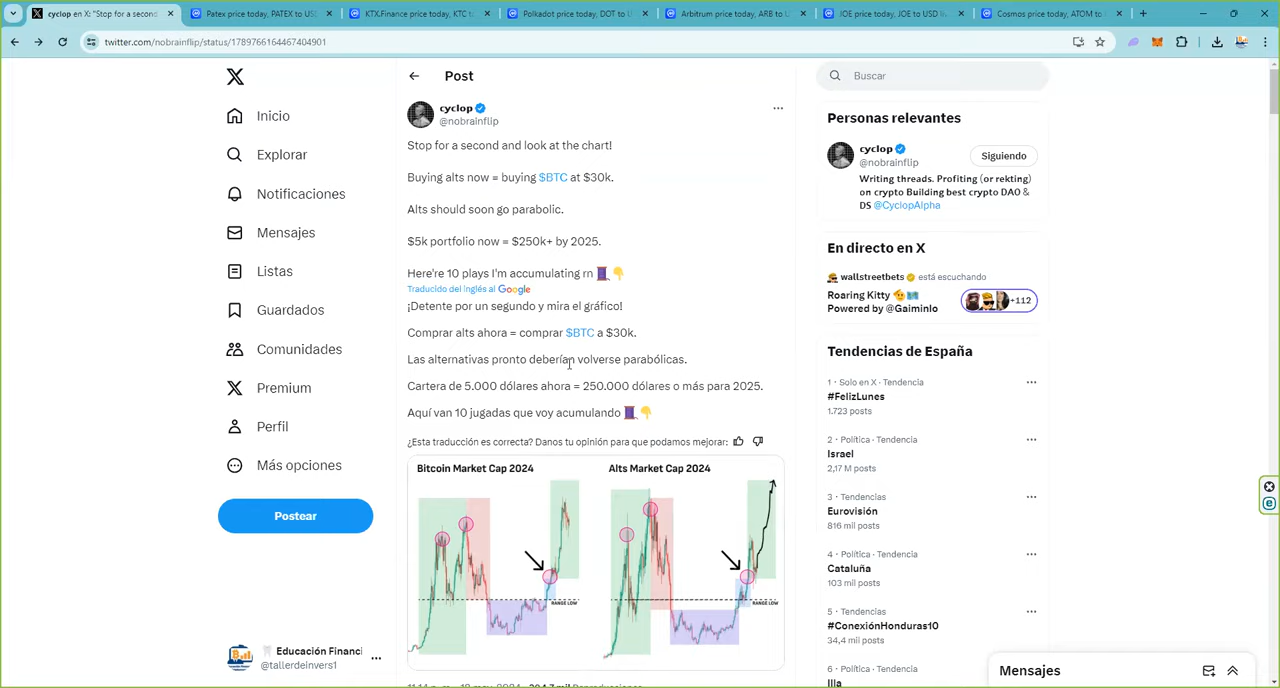 cyclop en X: "Stop for a second
Patex price today, PATEX to US
KTX.Finance price today, KTC to
Polkadot price today, DOT to U
Arbitrum price today, ARB to U
JOE price today, JOE to USD liv
Cosmos price today, ATOM to
twitter.com/nobrainflip/status/1789766164467404901
Inicio
Explorar
Notificaciones
Mensajes
Listas
Guardados
Comunidades
Premium
Perfil
Más opciones
Postear
Educación Financi
@tallerdeinvers1
Post
cyclop
@nobrainflip
Stop for a second and look at the chart!
Buying alts now = buying $BTC at $30k.
Alts should soon go parabolic.
$5k portfolio now = $250k+ by 2025.
Here're 10 plays I'm accumulating rn 🧵👇
Traducido del inglés al Google
¡Detente por un segundo y mira el gráfico!
Comprar alts ahora = comprar $BTC a $30k.
Las alternativas pronto deberían volverse parabólicas.
Cartera de 5.000 dólares ahora = 250.000 dólares o más para 2025.
Aquí van 10 jugadas que voy acumulando 🧵👇
¿Esta traducción es correcta? Danos tu opinión para que podamos mejorar:
Bitcoin Market Cap 2024
Alts Market Cap 2024
RANGE LOW
RANGE LOW
Buscar
Personas relevantes
cyclop
@nobrainflip
Siguiendo
Writing threads. Profiting (or rekting)
on crypto Building best crypto DAO &
DS @CyclopAlpha
En directo en X
wallstreetbets está escuchando
Roaring Kitty
Powered by @Gaiminio
+112
Tendencias de España
1 · Solo en X · Tendencia
#FelizLunes
1.723 posts
2 · Política · Tendencia
Israel
2,17 M posts
3 · Tendencias
Eurovisión
816 mil posts
4 · Política · Tendencia
Cataluña
103 mil posts
5 · Tendencias
#ConexiónHonduras10
34,4 mil posts
6 · Política · Tendencia
Illa
Mensajes